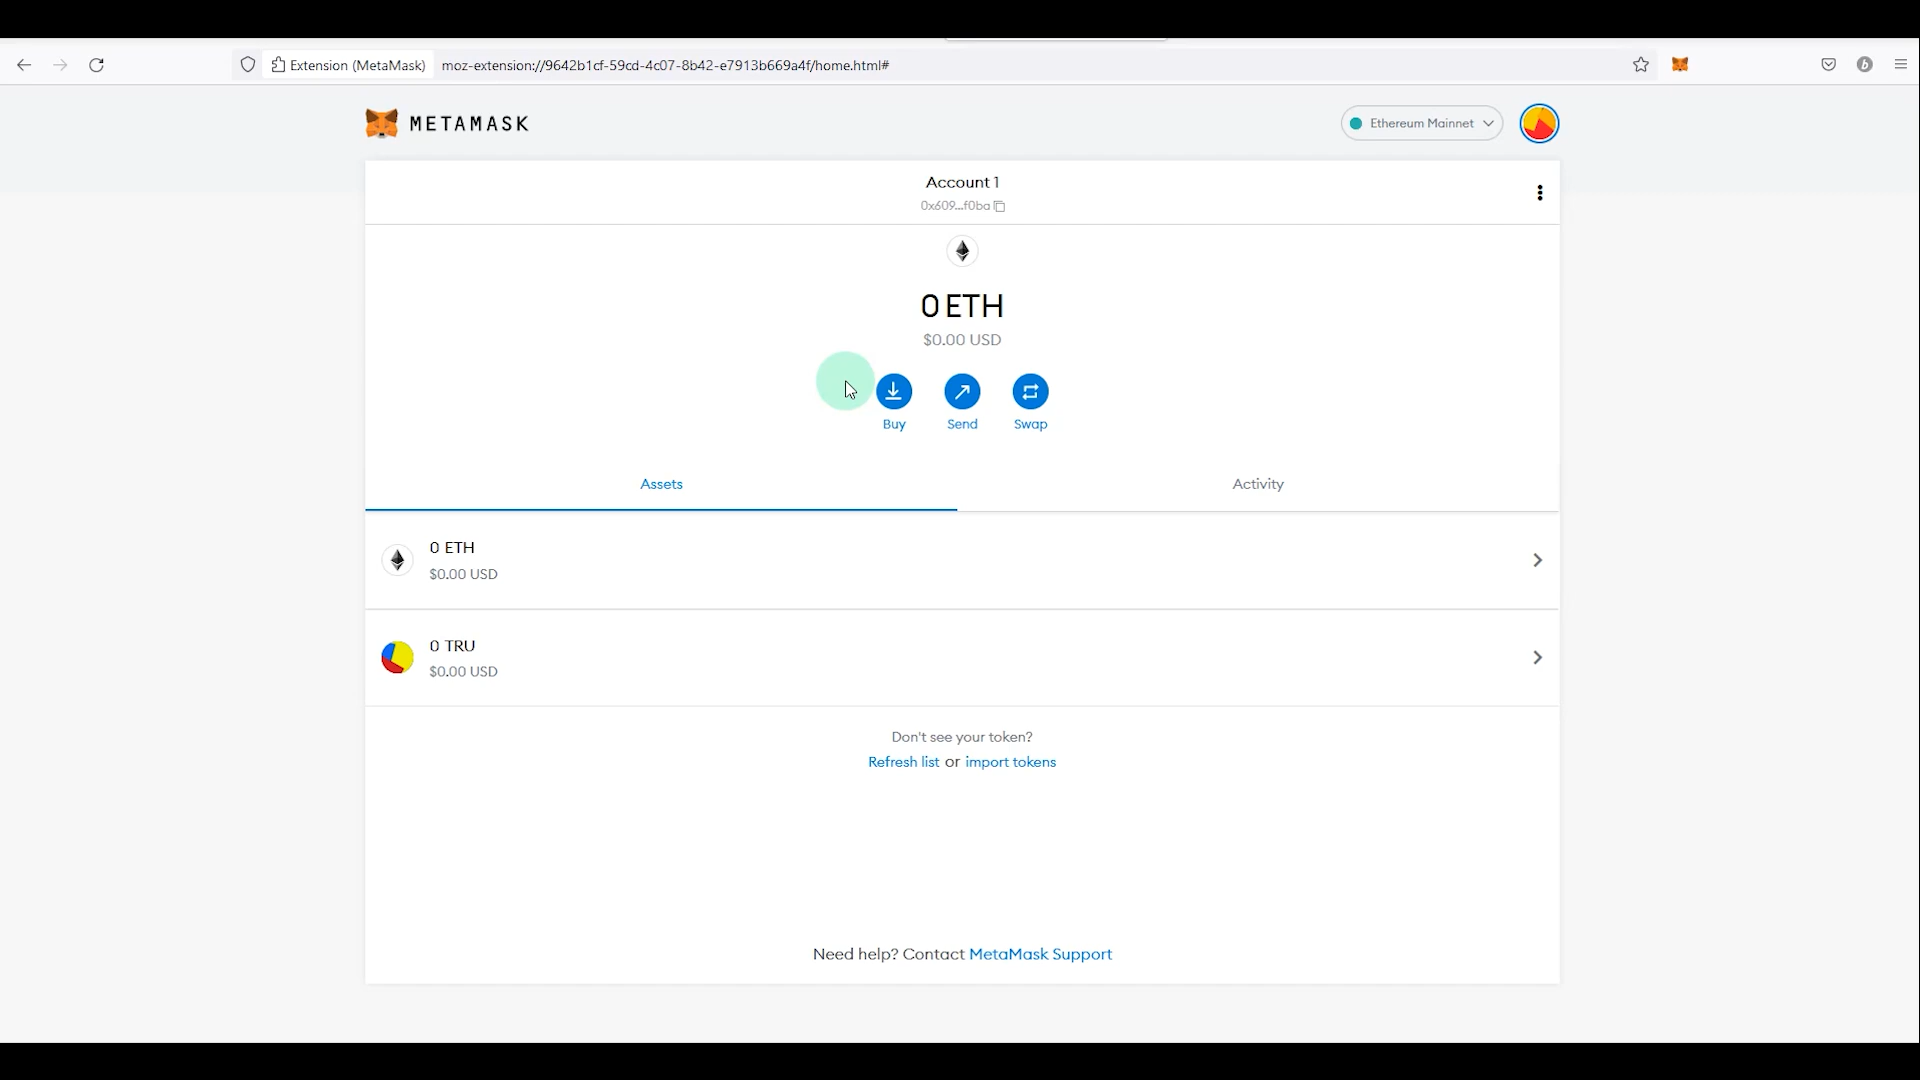 Extension (MetaMask) moz-extension://9642b1cf-59cd-4c07-8b42-e7913b669a4f/home.html#
METAMASK
Ethereum Mainnet
Account 1
0x609...f0ba
0 ETH
$0.00 USD
Buy Send Swap
Assets Activity
0 ETH
$0.00 USD
0 TRU
$0.00 USD
Don't see your token?
Refresh list or import tokens
Need help? Contact MetaMask Support